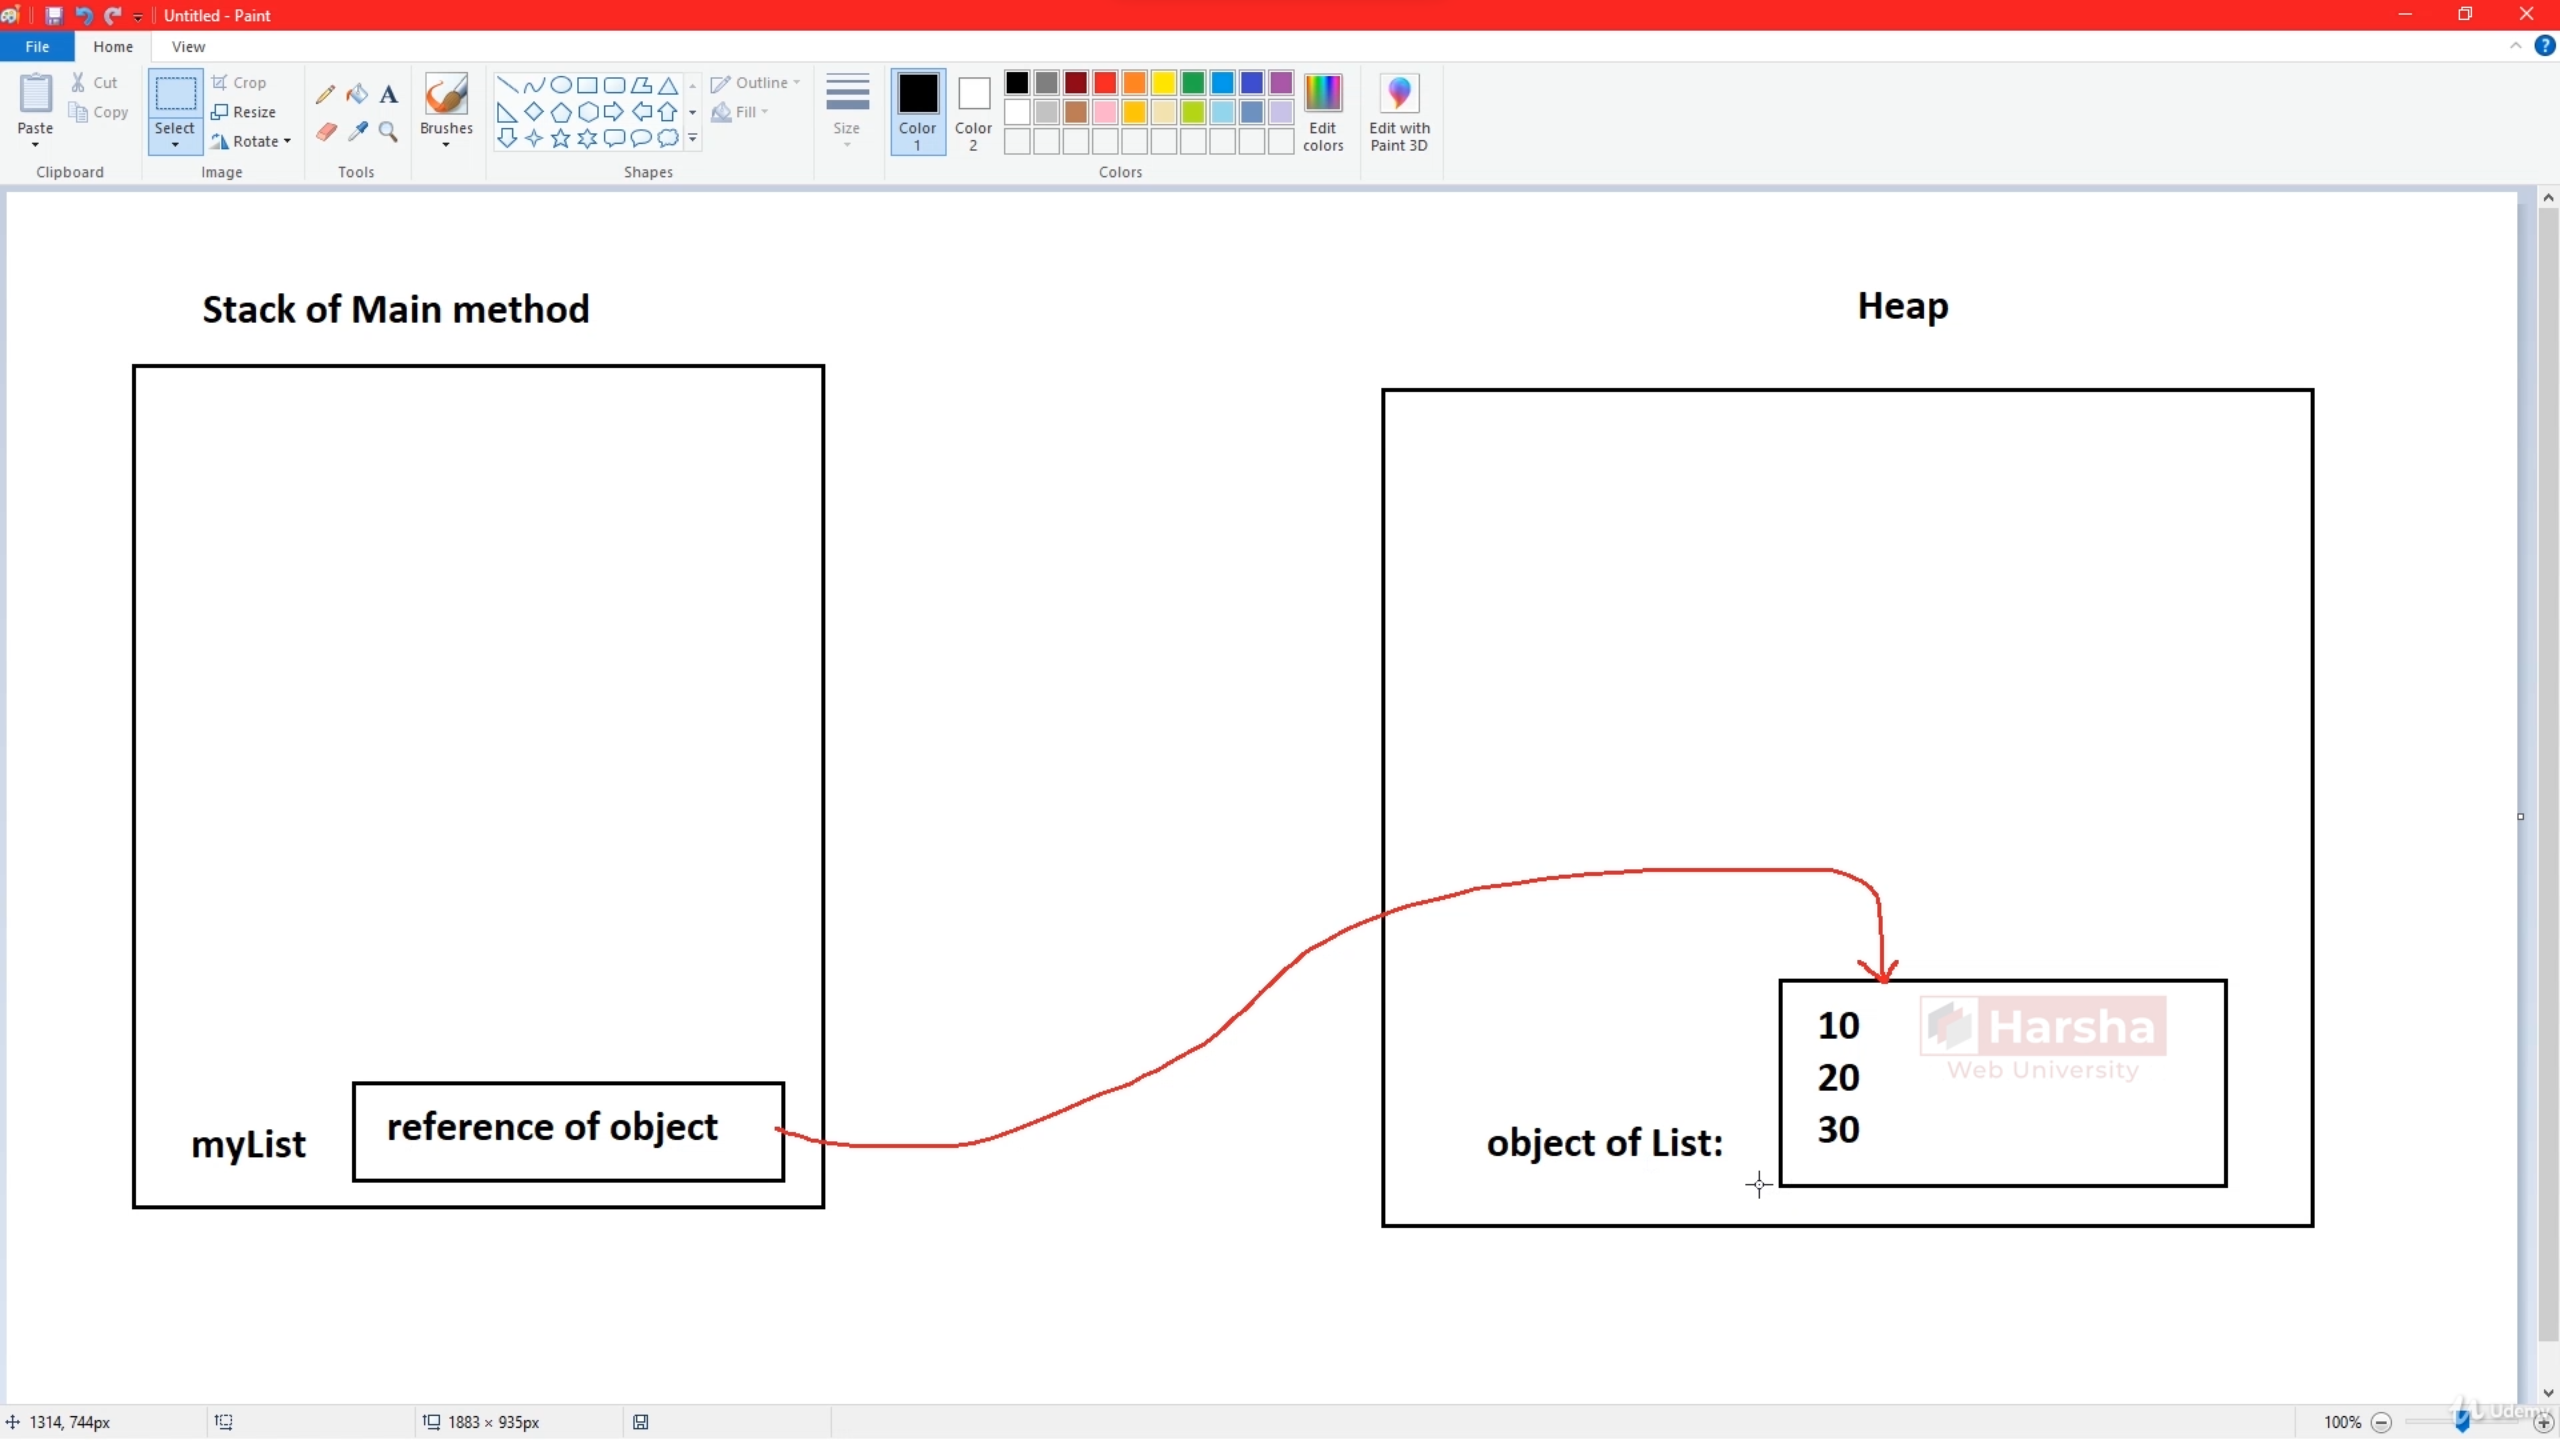 Untitled - Paint
File Home View
Paste
Cut
Copy
Clipboard
Select
Crop
Resize
Rotate
Image
Tools
Brushes
Shapes
Outline
Fill
Size
Color 1
Color 2
Colors
Edit colors
Edit with Paint 3D
Stack of Main method
Heap
myList
reference of object
object of List:
10
20
30
Harsha
Web University
1314, 744px
1883 × 935px
100%
Udemy